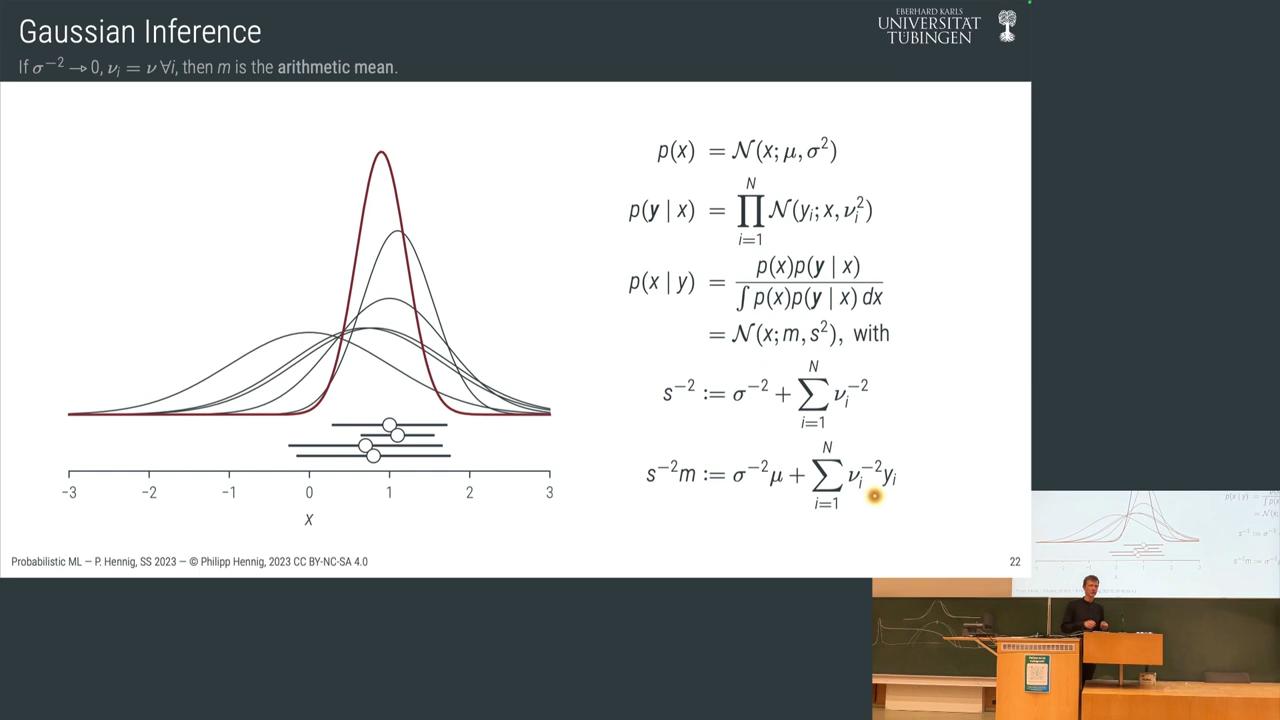 Gaussian Inference
If σ⁻² → 0, νᵢ = ν ∀i, then m is the arithmetic mean.
EBERHARD KARLS
UNIVERSITÄT
TÜBINGEN
p(x) = 𝒩(x; μ, σ²)
p(y | x) = ∏ᵢ₌₁ᴺ 𝒩(yᵢ; x, νᵢ²)
p(x | y) = p(x)p(y | x) / ∫ p(x)p(y | x) dx
= 𝒩(x; m, s²), with
s⁻² := σ⁻² + ∑ᵢ₌₁ᴺ νᵢ⁻²
s⁻²m := σ⁻²μ + ∑ᵢ₌₁ᴺ νᵢ⁻²yᵢ
−3 −2 −1 0 1 2 3
x
Probabilistic ML — P. Hennig, SS 2023 — © Philipp Hennig, 2023 CC BY-NC-SA 4.0
22